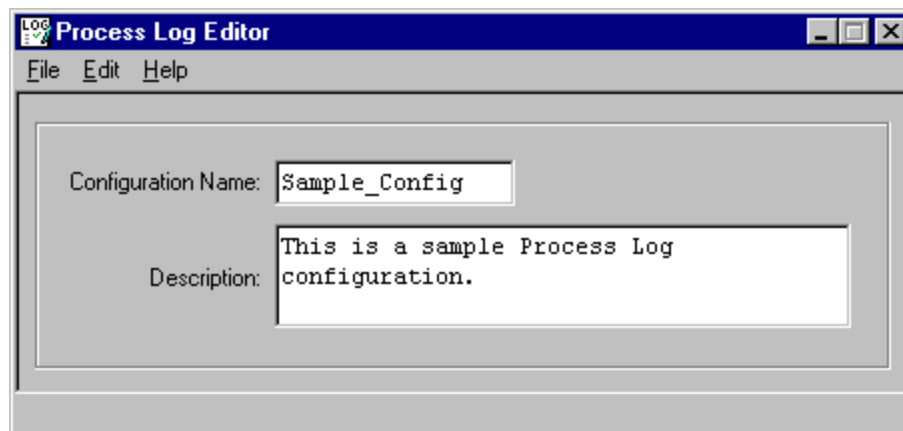 LOG
Process Log Editor
File Edit Help
Configuration Name: Sample_Config
Description: This is a sample Process Log
configuration.